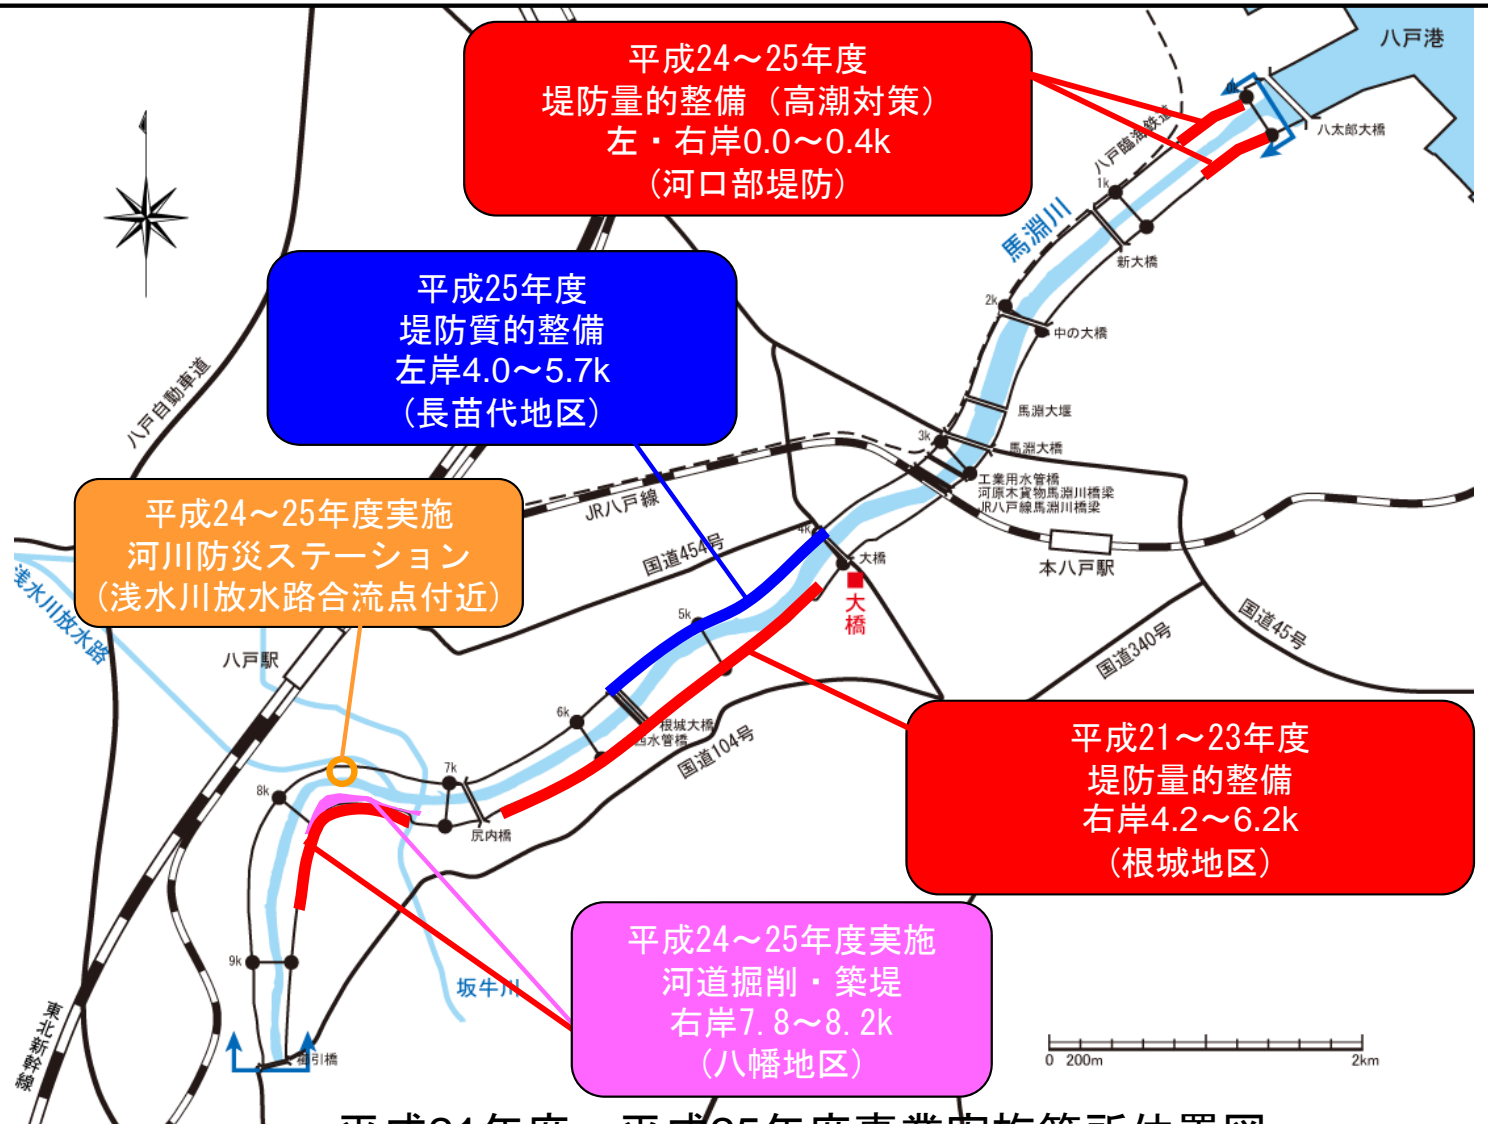 平成24～25年度
堤防量的整備（高潮対策）
左・右岸0.0～0.4k
（河口部堤防）
八戸港
八太郎大橋
八戸臨海鉄道
0k
1k
馬淵川
新大橋
2k
中の大橋
平成25年度
堤防質的整備
左岸4.0～5.7k
（長苗代地区）
八戸自動車道
馬淵大堰
3k
馬淵大橋
工業用水管橋
河原木貨物馬淵川橋梁
JR八戸線馬淵川橋梁
JR八戸線
平成24～25年度実施
河川防災ステーション
（浅水川放水路合流点付近）
国道454号
4k
大橋
大橋
本八戸駅
浅水川放水路
八戸駅
5k
国道45号
国道340号
6k
根城大橋
西水管橋
国道104号
平成21～23年度
堤防量的整備
右岸4.2～6.2k
（根城地区）
7k
8k
尻内橋
平成24～25年度実施
河道掘削・築堤
右岸7.8～8.2k
（八幡地区）
9k
坂牛川
東北新幹線
櫛引橋
0 200m 2km